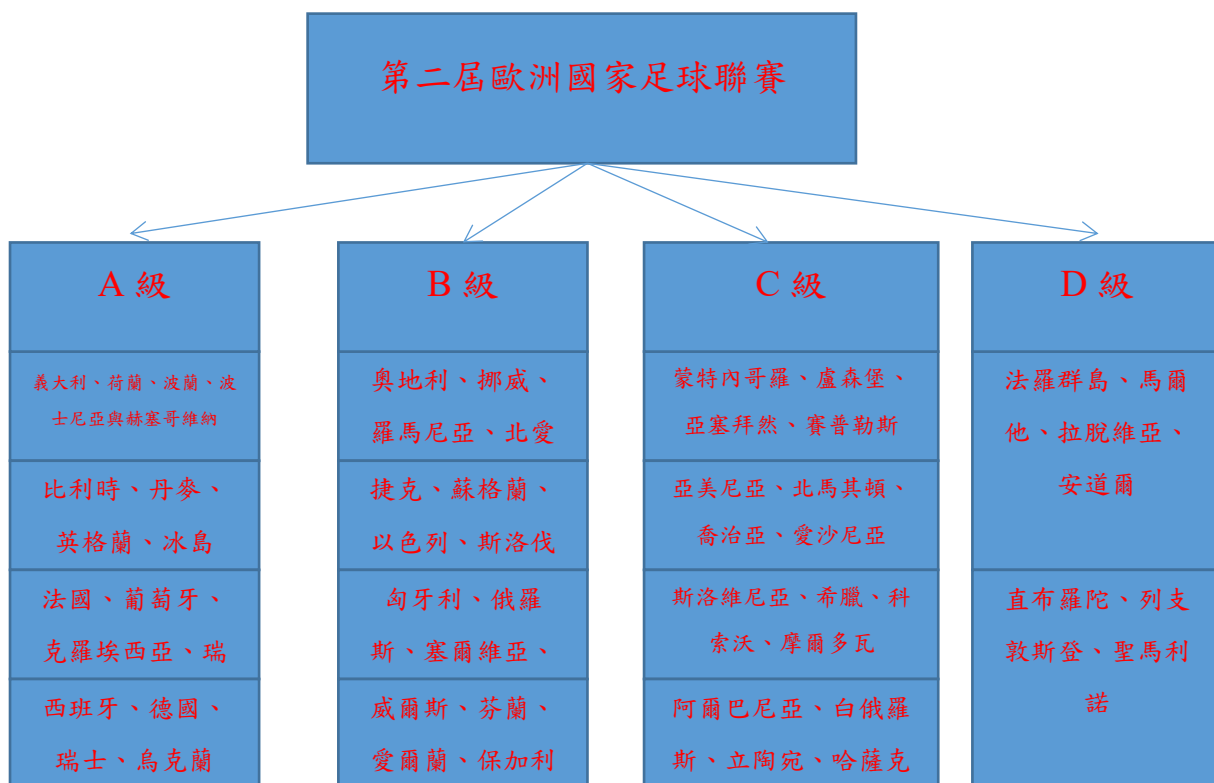 第二屆歐洲國家足球聯賽
A 級
義大利、荷蘭、波蘭、波
士尼亞與赫塞哥維納
比利時、丹麥、
英格蘭、冰島
法國、葡萄牙、
克羅埃西亞、瑞
西班牙、德國、
瑞士、烏克蘭
B 級
奧地利、挪威、
羅馬尼亞、北愛
捷克、蘇格蘭、
以色列、斯洛伐
匈牙利、俄羅
斯、塞爾維亞、
威爾斯、芬蘭、
愛爾蘭、保加利
C 級
蒙特內哥羅、盧森堡、
亞塞拜然、賽普勒斯
亞美尼亞、北馬其頓、
喬治亞、愛沙尼亞
斯洛維尼亞、希臘、科
索沃、摩爾多瓦
阿爾巴尼亞、白俄羅
斯、立陶宛、哈薩克
D 級
法羅群島、馬爾
他、拉脫維亞、
安道爾
直布羅陀、列支
敦斯登、聖馬利
諾